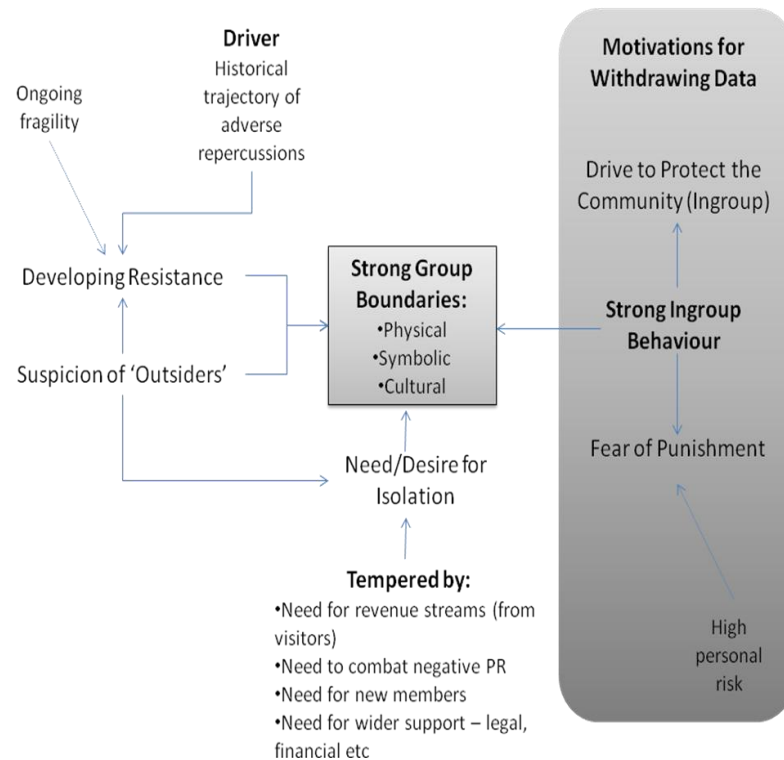 Driver
Historical
trajectory of
adverse
repercussions
Ongoing
fragility
Developing Resistance
Suspicion of ‘Outsiders’
Strong Group
Boundaries:
•Physical
•Symbolic
•Cultural
Need/Desire for
Isolation
Tempered by:
•Need for revenue streams (from
visitors)
•Need to combat negative PR
•Need for new members
•Need for wider support – legal,
financial etc
Motivations for
Withdrawing Data
Drive to Protect the
Community (Ingroup)
Strong Ingroup
Behaviour
Fear of Punishment
High
personal
risk